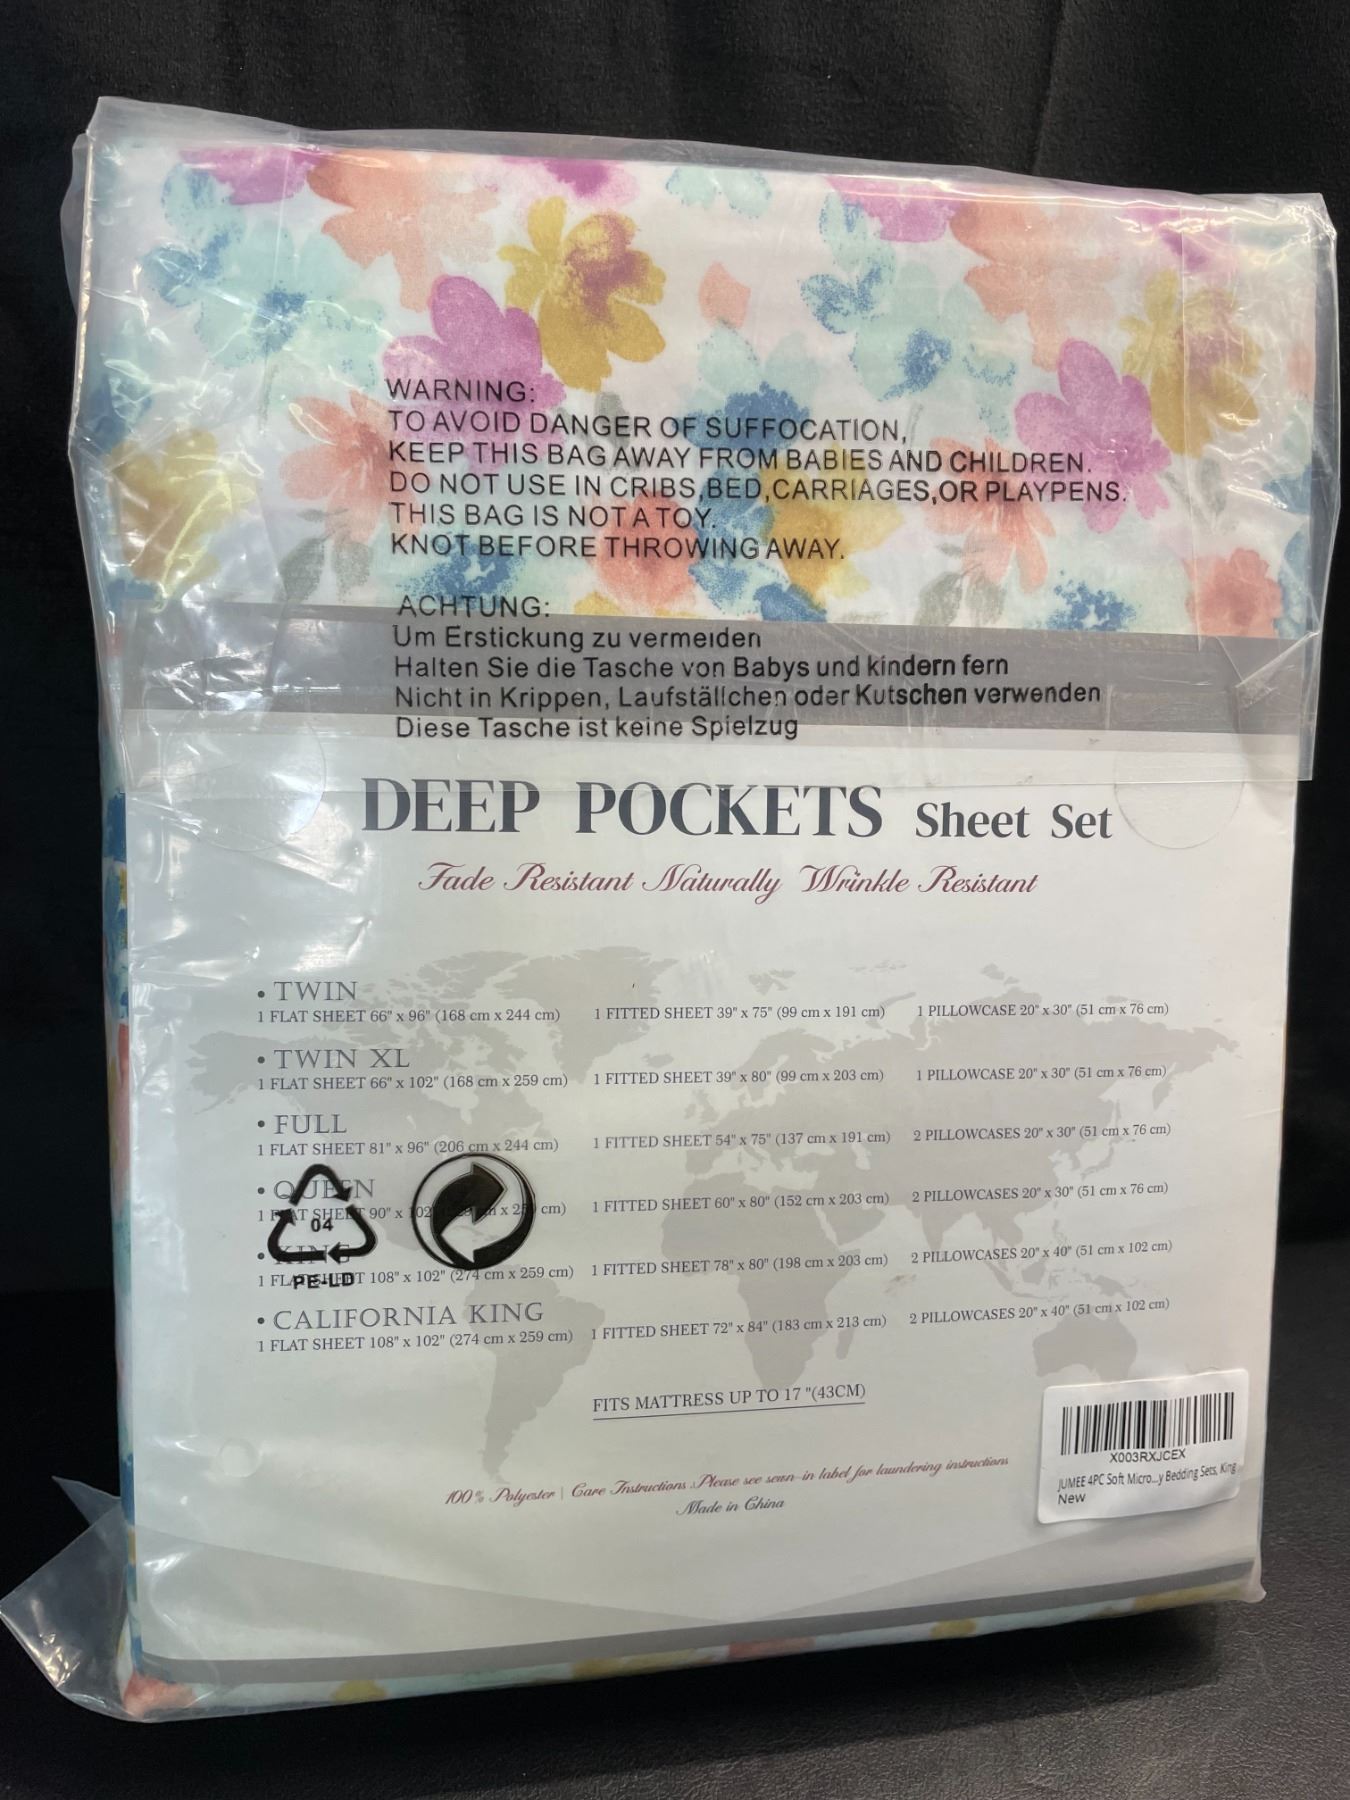 WARNING:
TO AVOID DANGER OF SUFFOCATION,
KEEP THIS BAG AWAY FROM BABIES AND CHILDREN.
DO NOT USE IN CRIBS,BED,CARRIAGES,OR PLAYPENS.
THIS BAG IS NOT A TOY.
KNOT BEFORE THROWING AWAY.
ACHTUNG:
Um Erstickung zu vermeiden
Halten Sie die Tasche von Babys und kindern fern
Nicht in Krippen, Laufställchen oder Kutschen verwenden
Diese Tasche ist keine Spielzug
DEEP POCKETS Sheet Set
Fade Resistant Naturally Wrinkle Resistant
• TWIN
1 FLAT SHEET 66" x 96" (168 cm x 244 cm) 1 FITTED SHEET 39" x 75" (99 cm x 191 cm) 1 PILLOWCASE 20" x 30" (51 cm x 76 cm)
• TWIN XL
1 FLAT SHEET 66" x 102" (168 cm x 259 cm) 1 FITTED SHEET 39" x 80" (99 cm x 203 cm) 1 PILLOWCASE 20" x 30" (51 cm x 76 cm)
• FULL
1 FLAT SHEET 81" x 96" (206 cm x 244 cm) 1 FITTED SHEET 54" x 75" (137 cm x 191 cm) 2 PILLOWCASES 20" x 30" (51 cm x 76 cm)
• QUEEN
1 FLAT SHEET 90" x cm) 1 FITTED SHEET 60" x 80" (152 cm x 203 cm) 2 PILLOWCASES 20" x 30" (51 cm x 76 cm)
• KING
1 FLAT SHEET 108" x 102" (274 cm x 259 cm) 1 FITTED SHEET 78" x 80" (198 cm x 203 cm) 2 PILLOWCASES 20" x 40" (51 cm x 102 cm)
• CALIFORNIA KING
1 FLAT SHEET 108" x 102" (274 cm x 259 cm) 1 FITTED SHEET 72" x 84" (183 cm x 213 cm) 2 PILLOWCASES 20" x 40" (51 cm x 102 cm)
04
PE-LD
FITS MATTRESS UP TO 17 "(43CM)
100% Polyester | Care Instructions :Please see sewn-in label for laundering instructions
Made in China
X003RXJCEX
JUMEE 4PC Soft Micro...y Bedding Sets, King
New